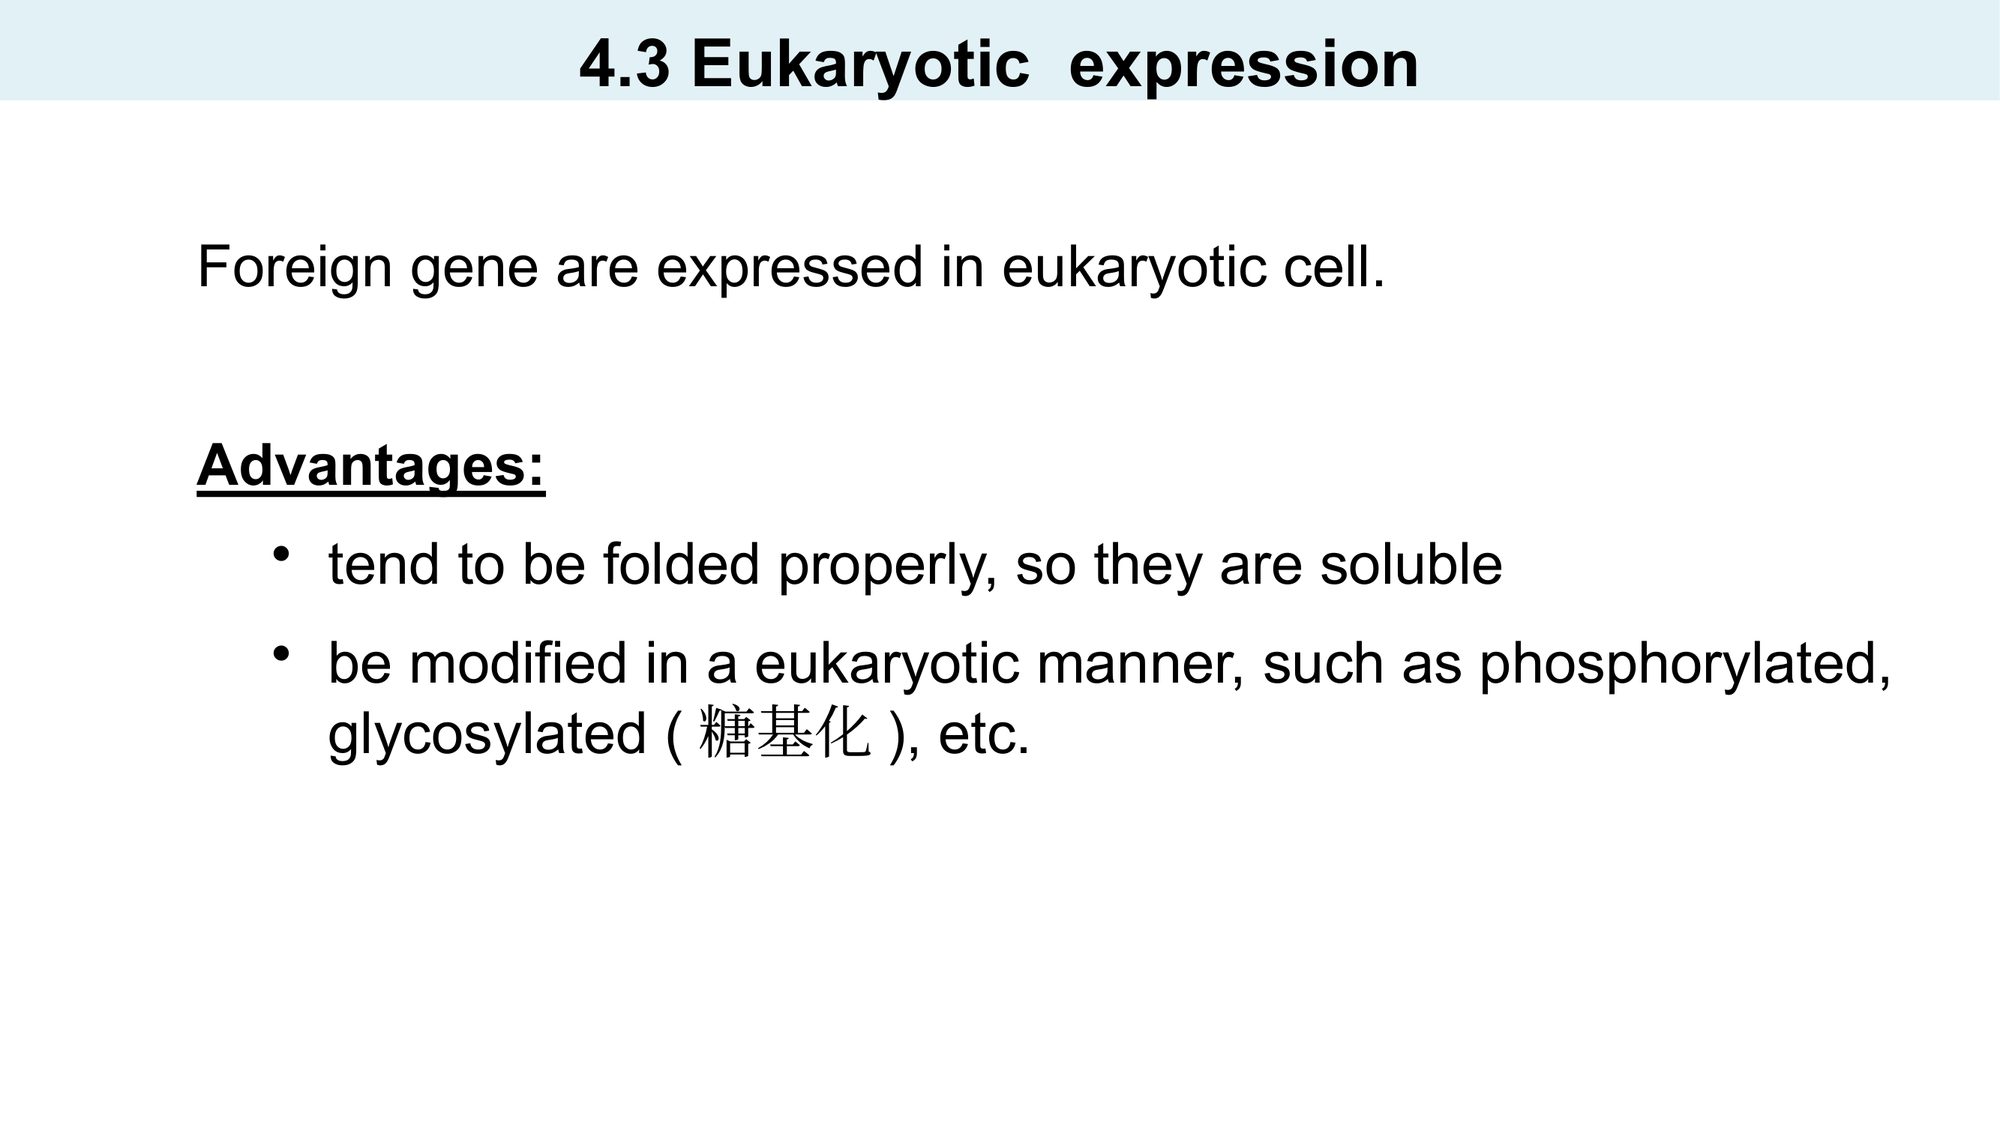 4.3 Eukaryotic  expression
Foreign gene are expressed in eukaryotic cell.
Advantages:
• tend to be folded properly, so they are soluble
• be modified in a eukaryotic manner, such as phosphorylated,
glycosylated ( 糖基化 ), etc.